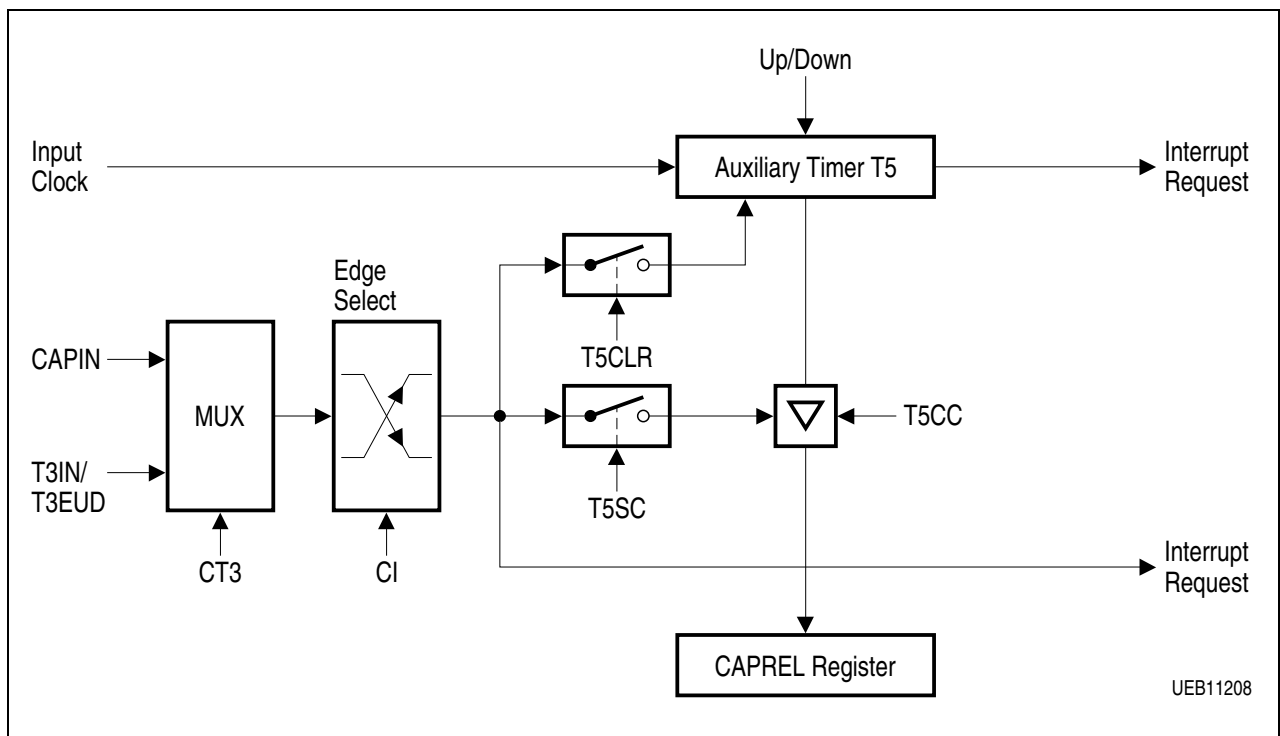 Up/Down
Input
Clock
Auxiliary Timer T5
Interrupt
Request
Edge
Select
T5CLR
CAPIN
MUX
T5CC
T3IN/
T3EUD
T5SC
CT3
CI
Interrupt
Request
CAPREL Register
UEB11208